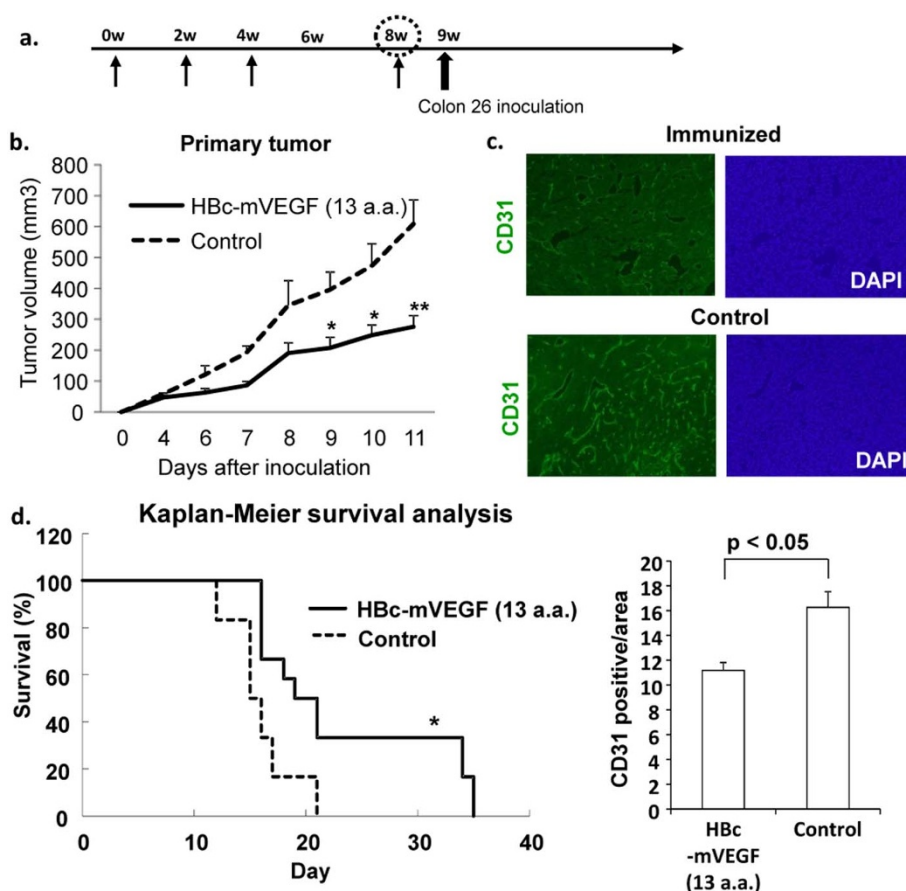 a.
0w 2w 4w 6w 8w 9w
Colon 26 inoculation
b.
Primary tumor
800
700
600
500
400
300
200
100
0
Tumor volume (mm3)
HBc-mVEGF (13 a.a.)
Control
* * **
0 4 6 7 8 9 10 11
Days after inoculation
c.
Immunized
CD31
DAPI
Control
CD31
DAPI
d.
Kaplan-Meier survival analysis
100
80
60
40
20
0
Survival (%)
HBc-mVEGF (13 a.a.)
Control
*
0 10 20 30 40
Day
p < 0.05
20
18
16
14
12
10
8
6
4
2
0
CD31 positive/area
HBc
-mVEGF
(13 a.a.)
Control